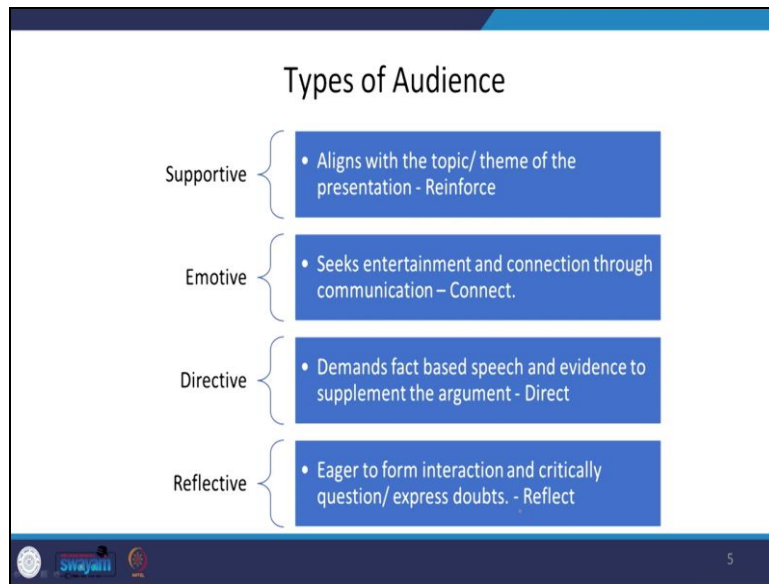 Types of Audience
Supportive
• Aligns with the topic/ theme of the
presentation - Reinforce
Emotive
• Seeks entertainment and connection through
communication – Connect.
Directive
• Demands fact based speech and evidence to
supplement the argument - Direct
Reflective
• Eager to form interaction and critically
question/ express doubts. - Reflect
swayam
5